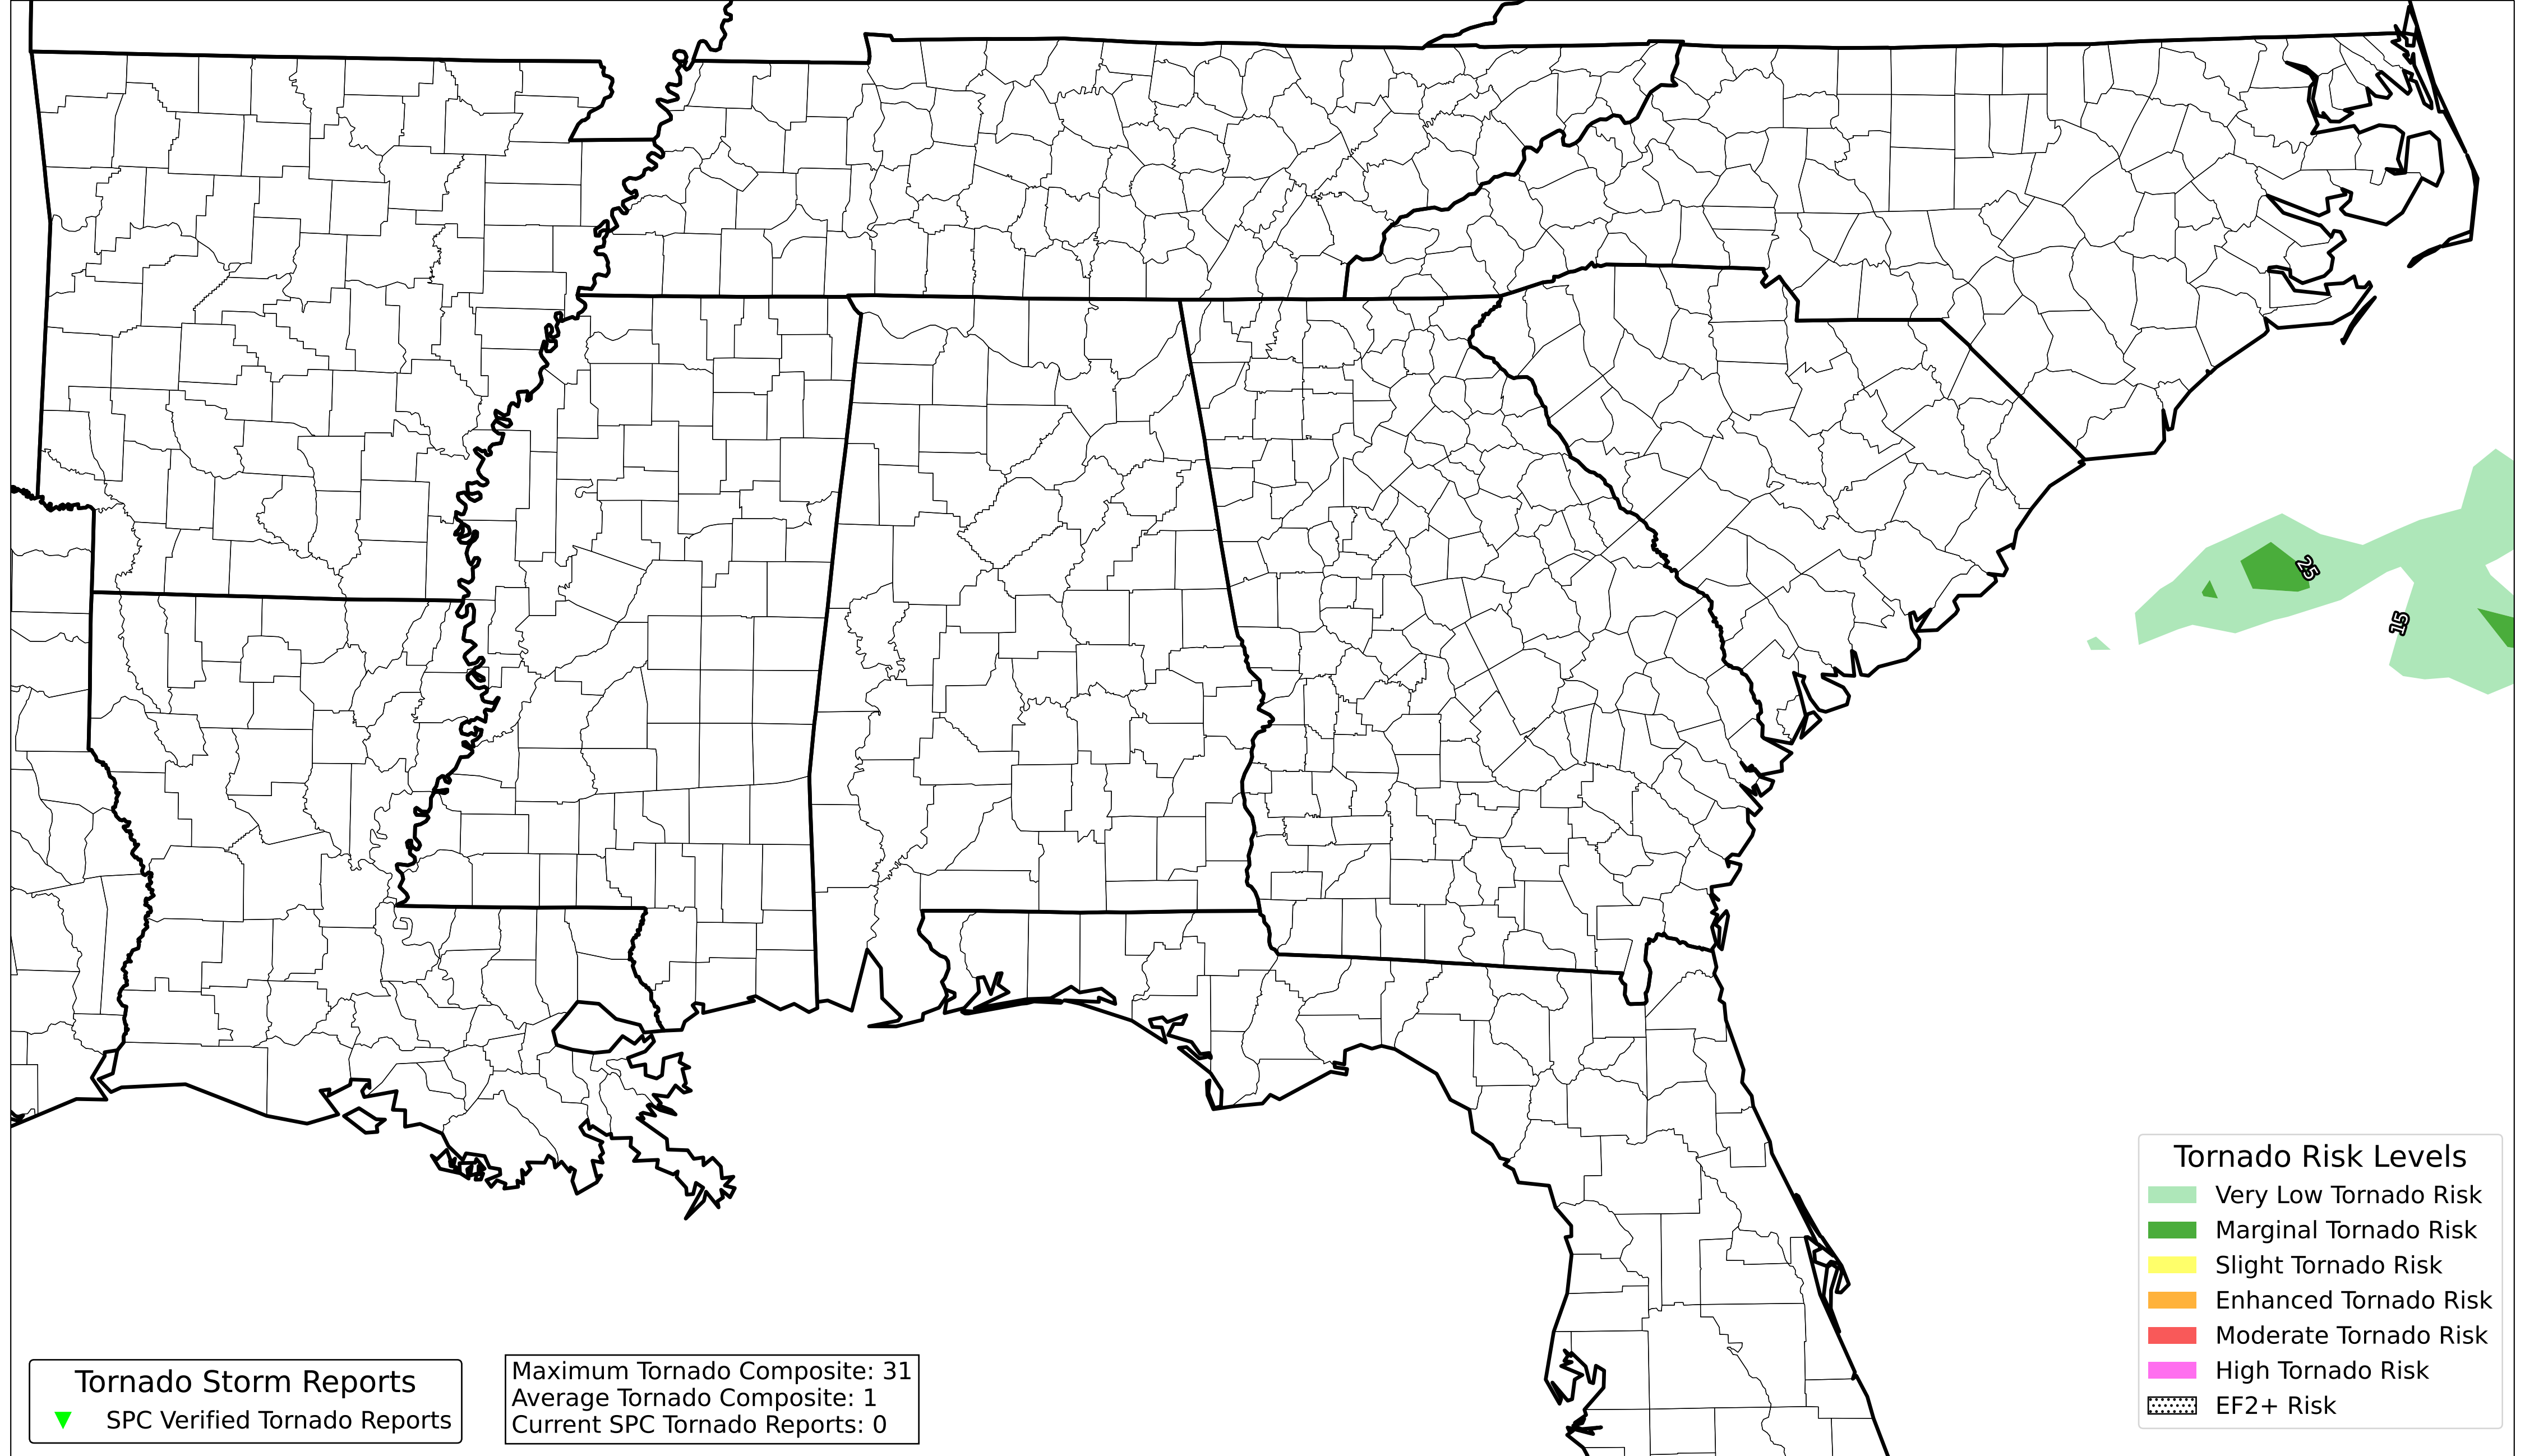 25
15
Tornado Risk Levels
Very Low Tornado Risk
Marginal Tornado Risk
Slight Tornado Risk
Enhanced Tornado Risk
Moderate Tornado Risk
High Tornado Risk
EF2+ Risk
Tornado Storm Reports
SPC Verified Tornado Reports
Maximum Tornado Composite: 31
Average Tornado Composite: 1
Current SPC Tornado Reports: 0